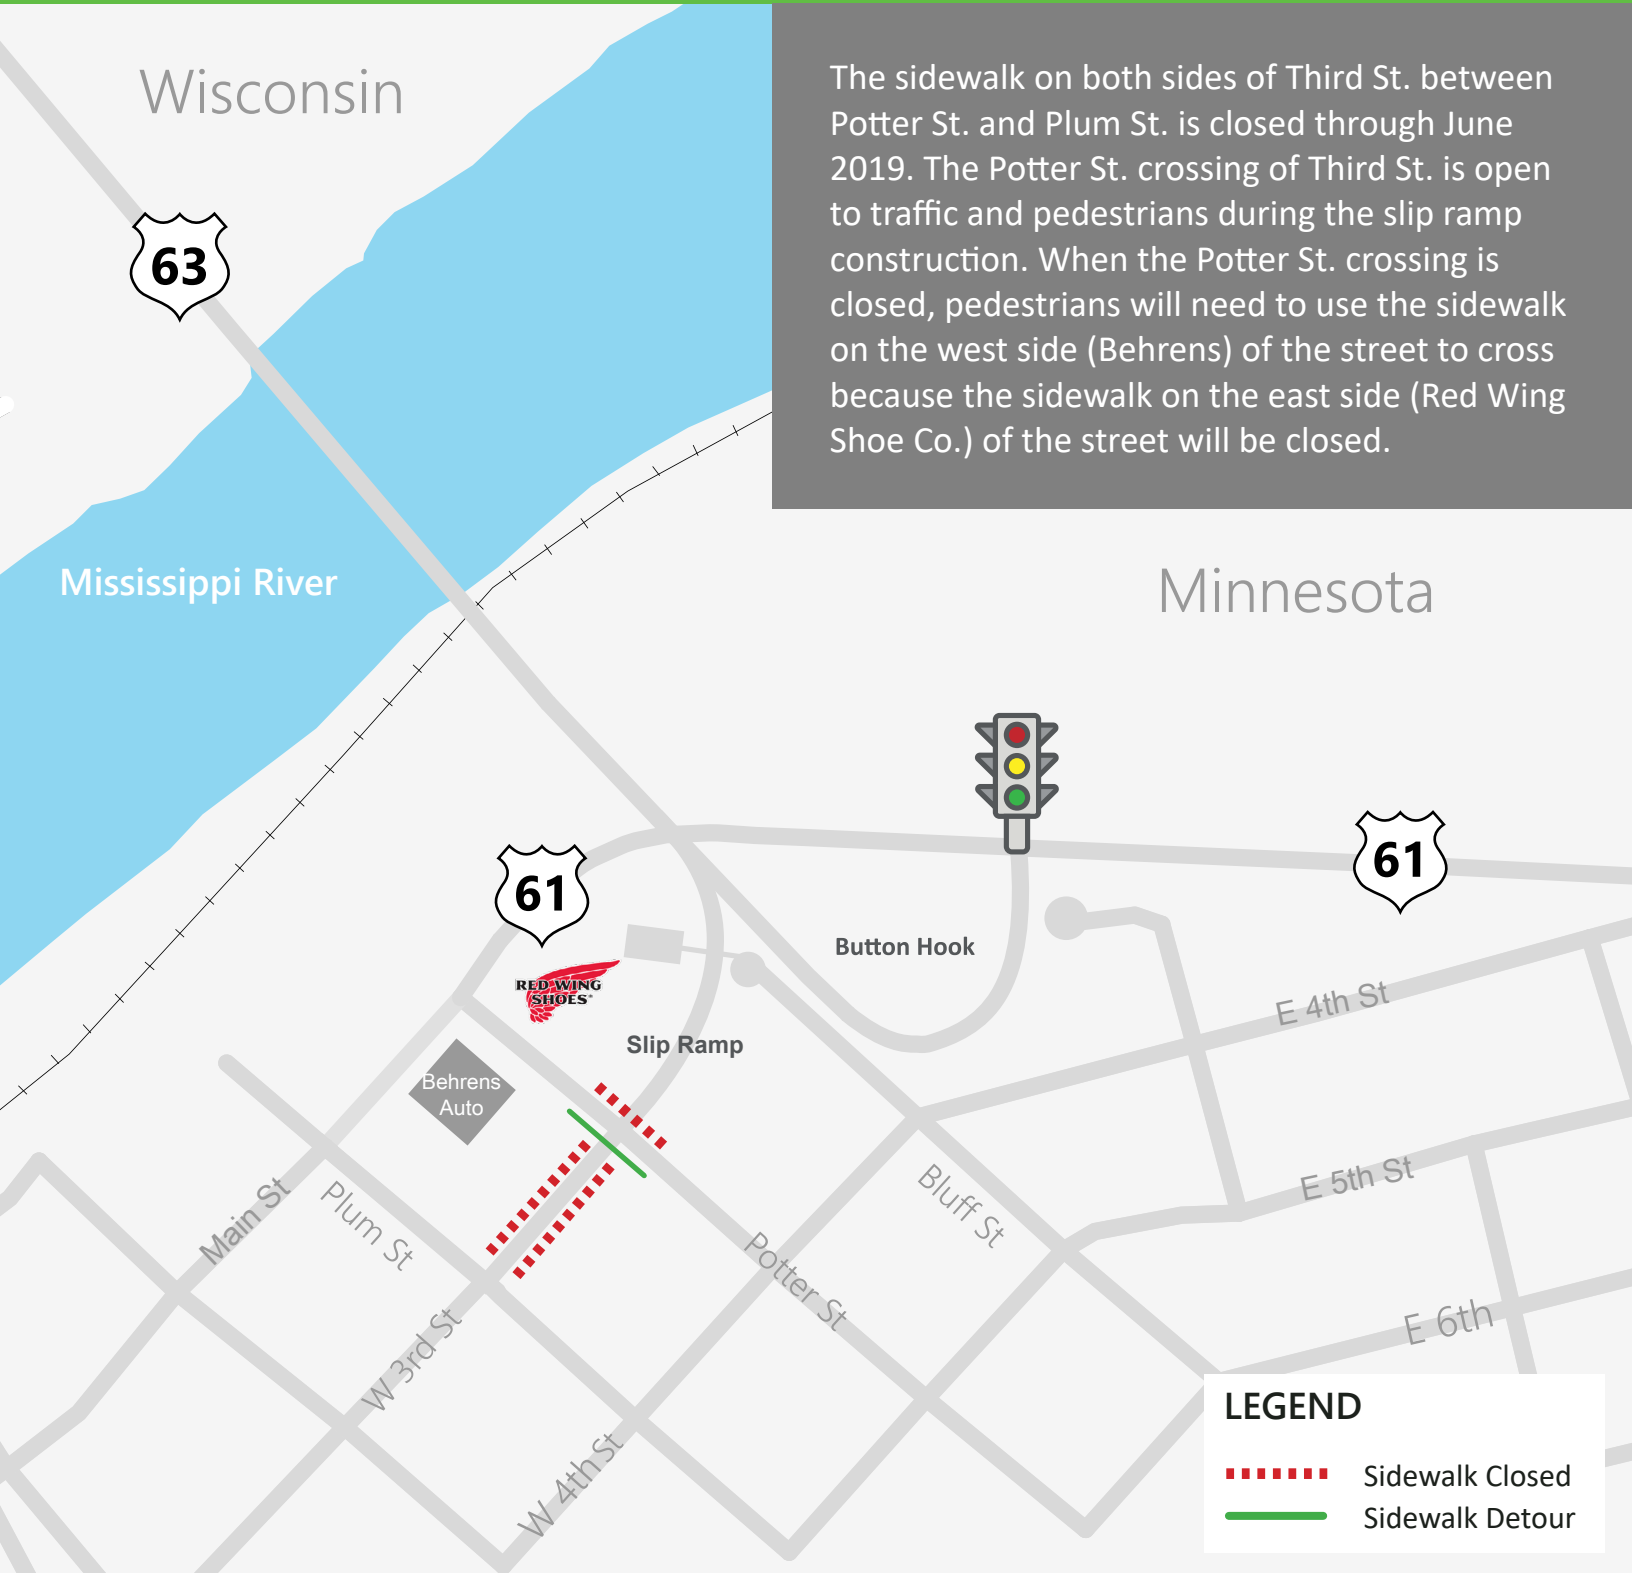 Wisconsin
The sidewalk on both sides of Third St. between
Potter St. and Plum St. is closed through June
2019. The Potter St. crossing of Third St. is open
to traffic and pedestrians during the slip ramp
construction. When the Potter St. crossing is
closed, pedestrians will need to use the sidewalk
on the west side (Behrens) of the street to cross
because the sidewalk on the east side (Red Wing
Shoe Co.) of the street will be closed.
63
Mississippi River
Minnesota
61
61
Button Hook
RED WING
SHOES®
E 4th St
Slip Ramp
Behrens
Auto
E 5th St
Main St
Plum St
Bluff St
Potter St
W 3rd St
E 6th
W 4th St
LEGEND
Sidewalk Closed
Sidewalk Detour